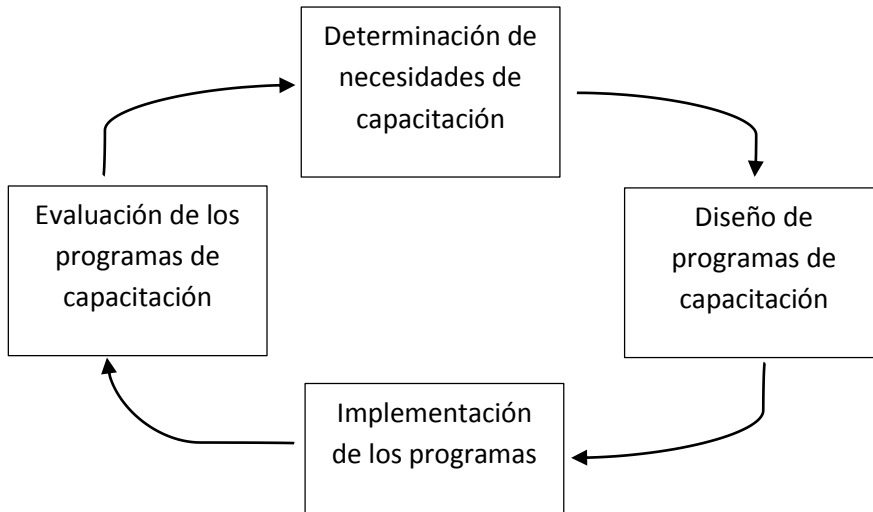 Determinación de
necesidades de
capacitación
Diseño de
programas de
capacitación
Implementación
de los programas
Evaluación de los
programas de
capacitación